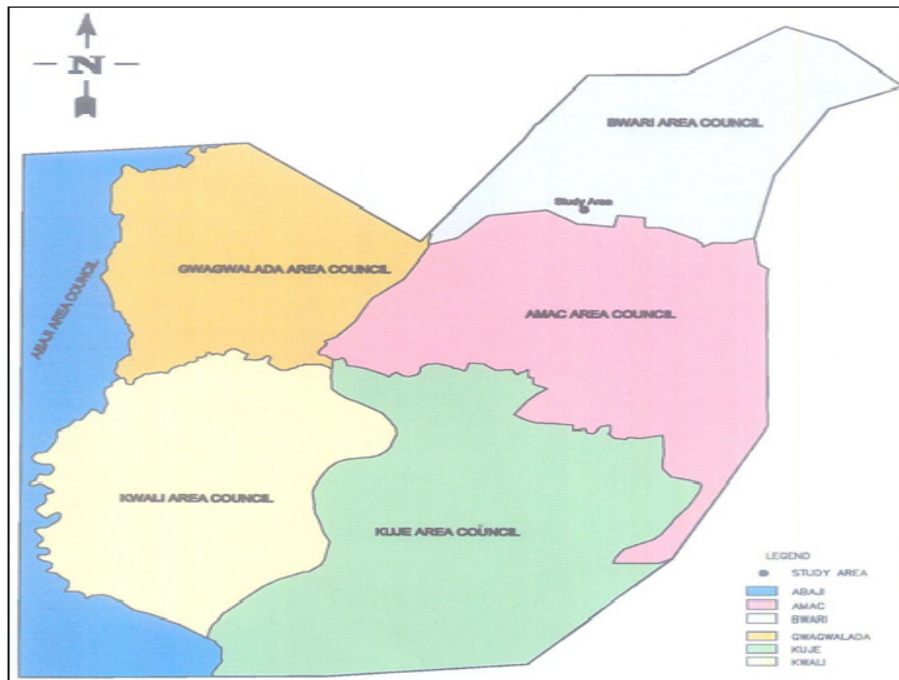 N
BWARI AREA COUNCIL
Study Area
GWAGWALADA AREA COUNCIL
ABAJI AREA COUNCIL
AMAC AREA COUNCIL
KWALI AREA COUNCIL
KUJE AREA COUNCIL
LEGEND
STUDY AREA
ABAJI
AMAC
BWARI
GWAGWALADA
KUJE
KWALI